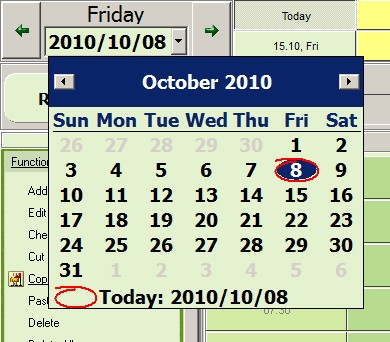 Friday
2010/10/08
Today
15.10, Fri
October 2010
Sun Mon Tue Wed Thu Fri Sat
26 27 28 29 30 1 2
3 4 5 6 7 8 9
10 11 12 13 14 15 16
17 18 19 20 21 22 23
24 25 26 27 28 29 30
31 1 2 3 4 5 6
Today: 2010/10/08
R
Function
Add
Edit
Che
Cut
Cop
Past
Delete
07:30